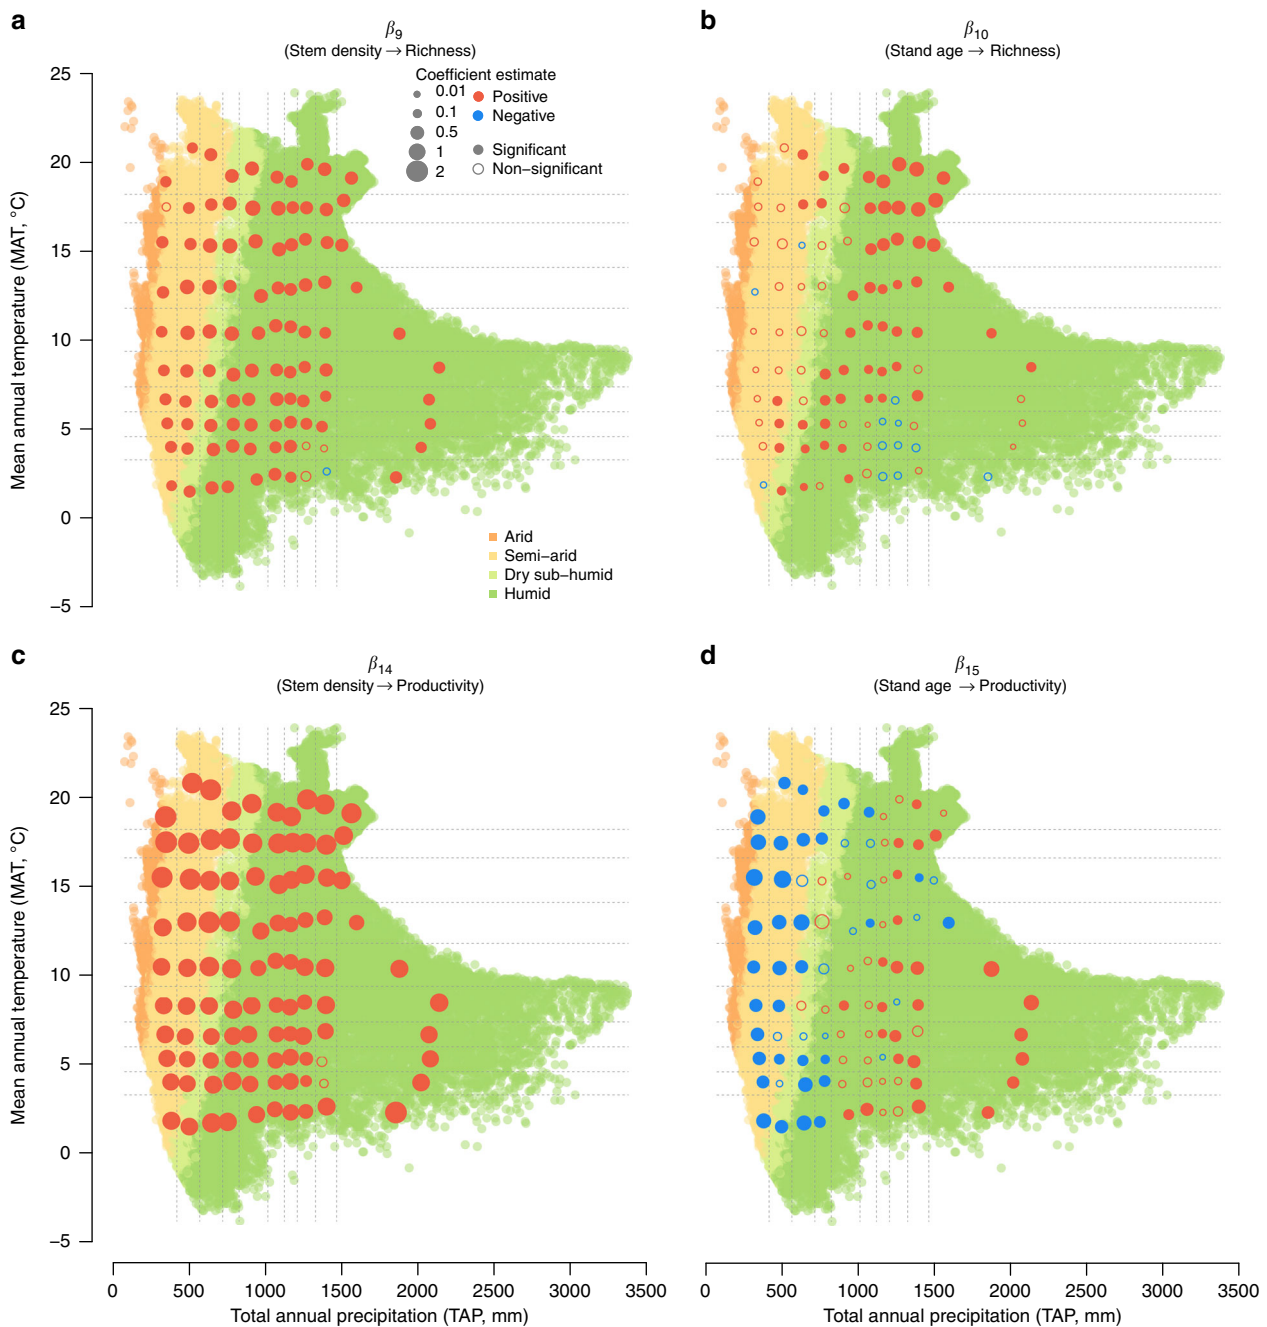 a
β9
(Stem density → Richness)
Coefficient estimate
0.01
0.1
0.5
1
2
Positive
Negative
Significant
Non−significant
25
20
15
10
5
0
−5
Mean annual temperature (MAT, °C)
Arid
Semi−arid
Dry sub−humid
Humid
b
β10
(Stand age → Richness)
c
β14
(Stem density → Productivity)
25
20
15
10
5
0
−5
Mean annual temperature (MAT, °C)
0 500 1000 1500 2000 2500 3000 3500
Total annual precipitation (TAP, mm)
d
β15
(Stand age → Productivity)
0 500 1000 1500 2000 2500 3000 3500
Total annual precipitation (TAP, mm)